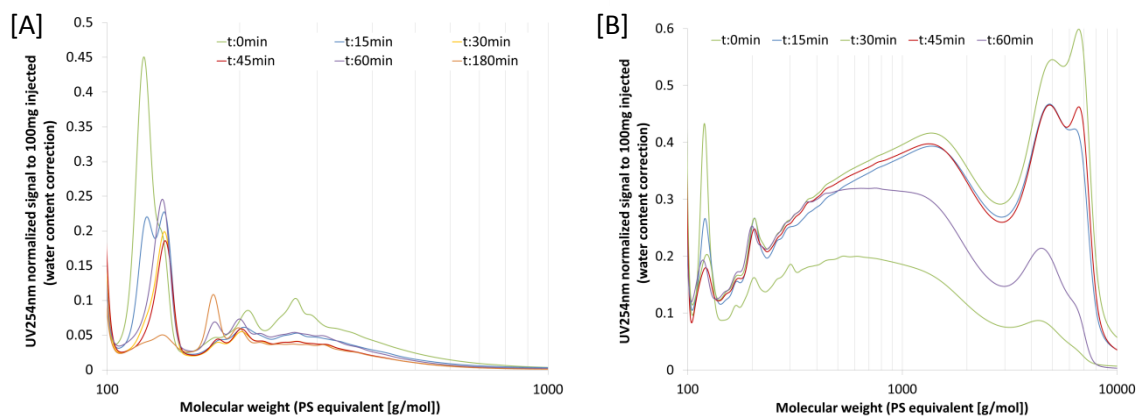 [A]
UV254nm normalized signal to 100mg injected
(water content correction)
0.5
0.45
0.4
0.35
0.3
0.25
0.2
0.15
0.1
0.05
0
t:0min t:15min t:30min
t:45min t:60min t:180min
100 1000
Molecular weight (PS equivalent [g/mol])
[B]
UV254nm normalized signal to 100mg injected
(water content correction)
0.6
0.5
0.4
0.3
0.2
0.1
0
t:0min t:15min t:30min t:45min t:60min
100 1000 10000
Molecular weight (PS equivalent [g/mol])